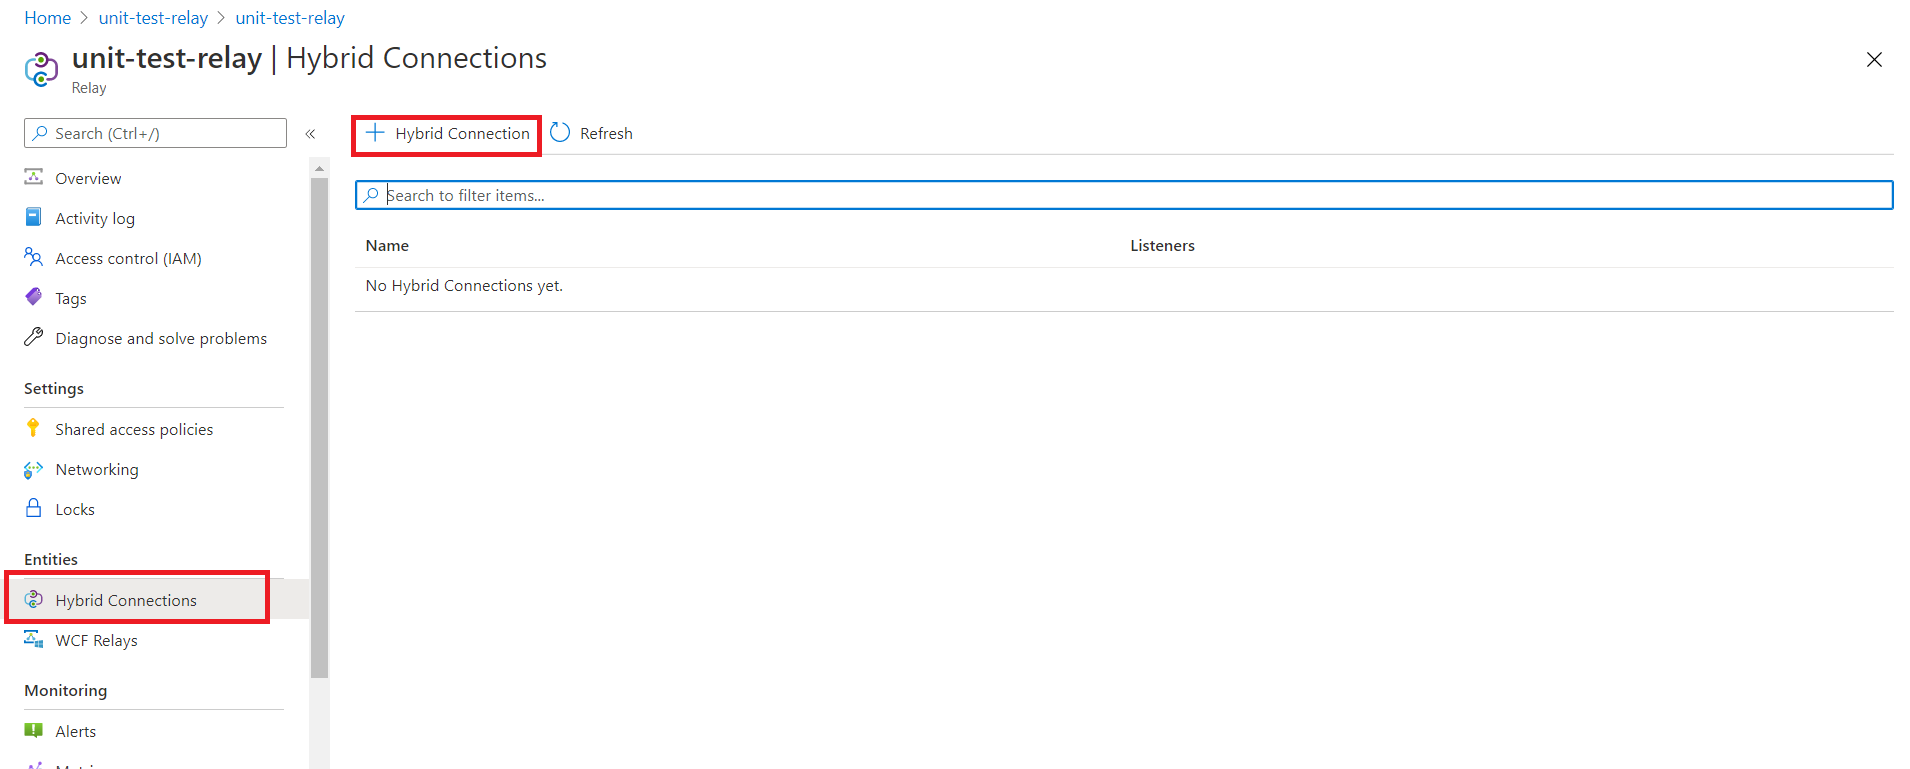 Home > unit-test-relay > unit-test-relay
unit-test-relay | Hybrid Connections
Relay
Search (Ctrl+/)
«
Overview
Activity log
Access control (IAM)
Tags
Diagnose and solve problems
Settings
Shared access policies
Networking
Locks
Entities
Hybrid Connections
WCF Relays
Monitoring
Alerts
Hybrid Connection Refresh
Search to filter items...
Name Listeners
No Hybrid Connections yet.